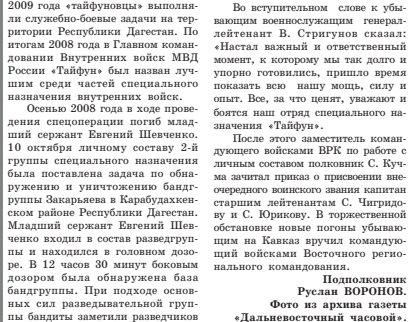 2009 года «тайфуновцы» выполня-
ли служебно-боевые задачи на тер-
ритории Республики Дагестан. По
итогам 2008 года в Главном коман-
довании Внутренних войск МВД
России «Тайфун» был назван луч-
шим среди частей специального
назначения внутренних войск.
Осенью 2008 года в ходе прове-
дения спецоперации погиб млад-
ший сержант Евгений Шевченко.
10 октября личному составу 2-й
группы специального назначения
была поставлена задача по обна-
ружению и уничтожению бандг-
руппы Закарьяева в Карабудахкен-
ском районе Республики Дагестан.
Младший сержант Евгений Шев-
ченко входил в состав разведгруп-
пы и находился в головном дозо-
ре. В 12 часов 30 минут боковым
дозором была обнаружена база
бандгруппы. При подходе основ-
ных сил разведывательной груп-
пы бандиты заметили разведчиков
Во вступительном слове к убы-
вающим военнослужащим генерал-
лейтенант В. Стригунов сказал:
«Настал важный и ответственный
момент, к которому мы так долго и
упорно готовились, пришло время
показать всю нашу мощь, силу и
опыт. Все, за что ценят, уважают и
боятся наш отряд специального на-
значения «Тайфун».
После этого заместитель коман-
дующего войсками ВРК по работе с
личным составом полковник С. Куч-
ма зачитал приказ о присвоении вне-
очередного воинского звания капитан
старшим лейтенантам С. Чигридо-
ву и С. Юрикову. В торжественной
обстановке новые погоны убываю-
щим на Кавказ вручил командую-
щий войсками Восточного регио-
нального командования.
Подполковник
Руслан ВОРОНОВ.
Фото из архива газеты
«Дальневосточный часовой».